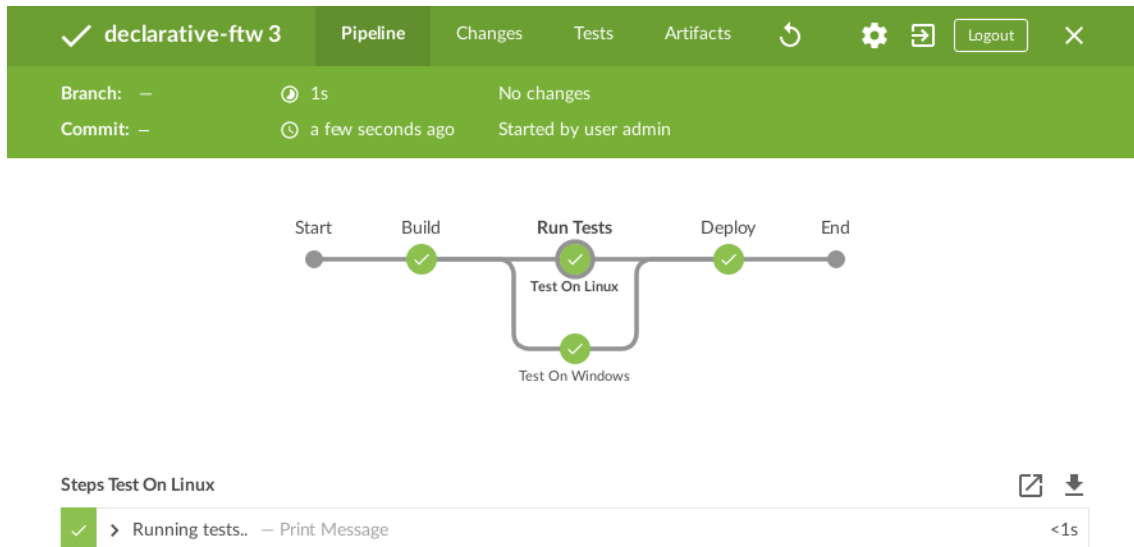 declarative-ftw 3 Pipeline Changes Tests Artifacts Logout
Branch: — 1s No changes
Commit: – a few seconds ago Started by user admin
Start Build Run Tests Deploy End
Test On Linux
Test On Windows
Steps Test On Linux
Running tests.. — Print Message <1s